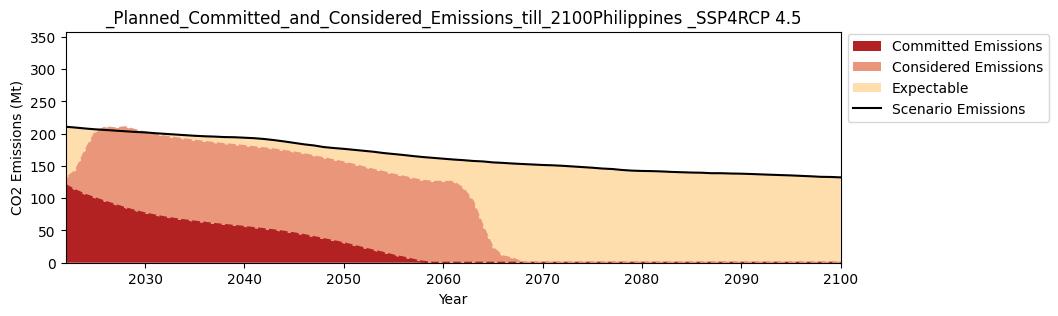 _Planned_Committed_and_Considered_Emissions_till_2100Philippines _SSP4RCP 4.5
350
300
250
200
150
100
50
0
CO2 Emissions (Mt)
2030 2040 2050 2060 2070 2080 2090 2100
Year
Committed Emissions
Considered Emissions
Expectable
Scenario Emissions